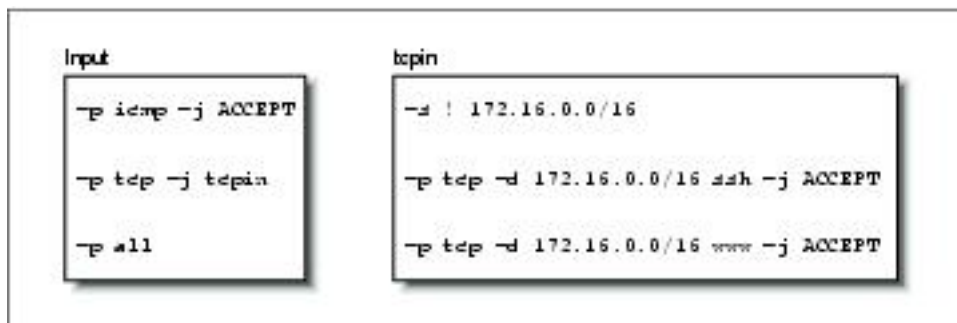 Input
-p icmp -j ACCEPT
-p tcp -j tcpin
-p all
tcpin
-s ! 172.16.0.0/16
-p tcp -d 172.16.0.0/16 ssh -j ACCEPT
-p tcp -d 172.16.0.0/16 www -j ACCEPT